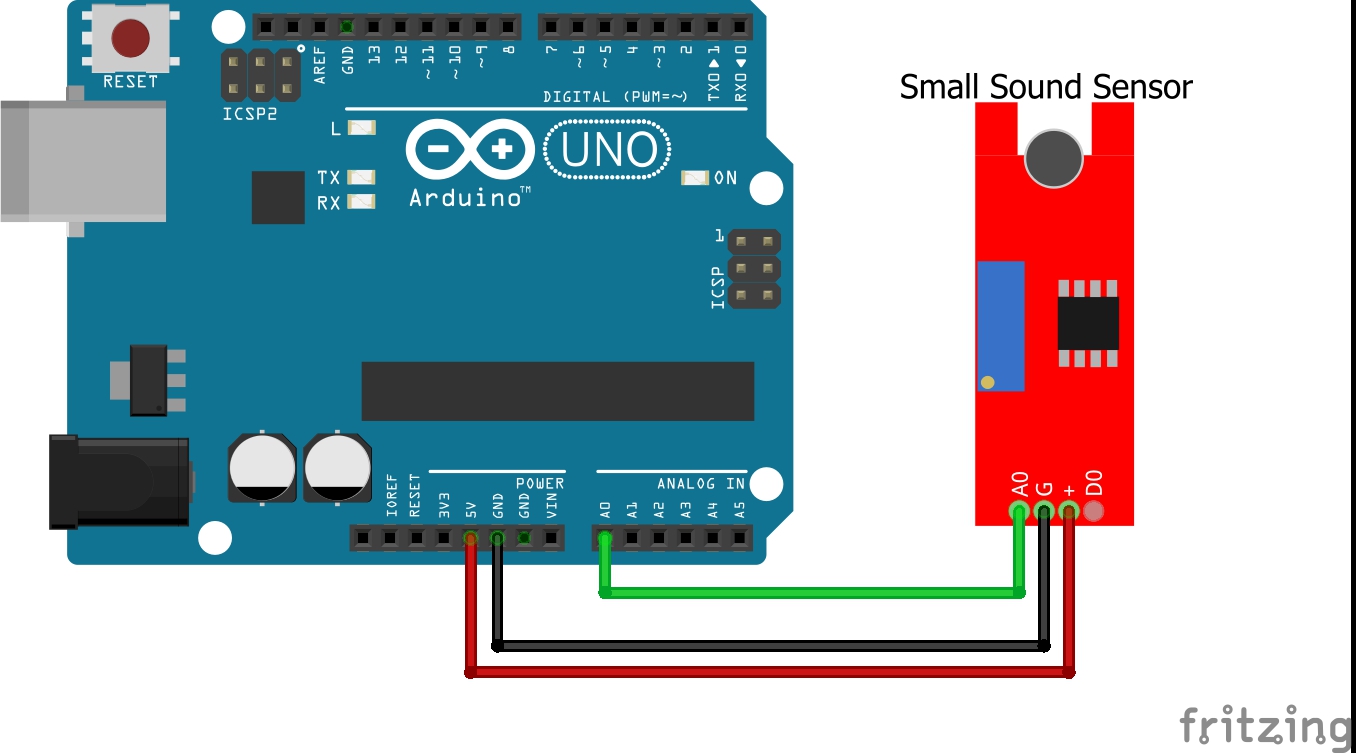 RESET
ICSP2
AREF
GND
13
12
~11
~10
~9
8
7
~6
~5
4
~3
2
TX0▶1
RX0◀0
DIGITAL (PWM=~)
L
TX
RX
Arduino™
UNO
ON
1
ICSP
IOREF
RESET
3V3
5V
GND
GND
VIN
POWER
ANALOG IN
A0
A1
A2
A3
A4
A5
Small Sound Sensor
A0
G
+
D0
fritzing